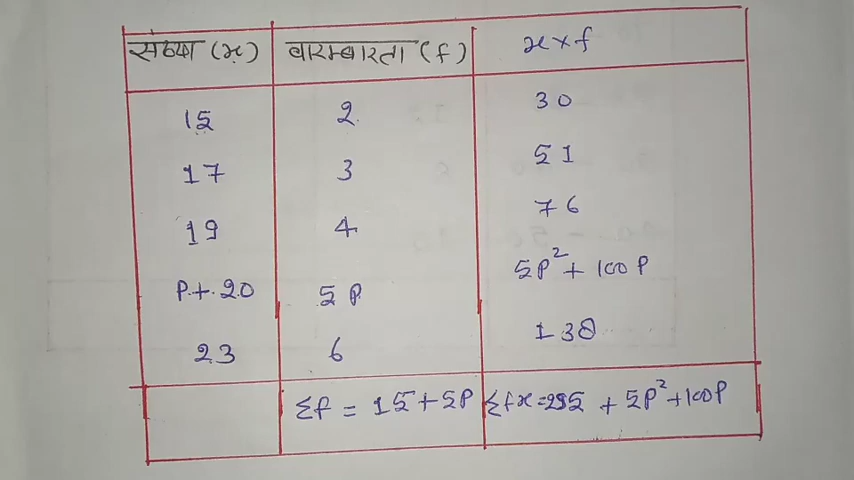 संख्या (x) वारम्बारता (f) x×f
15 2 30
17 3 51
19 4 76
P+20 5P 5P²+100P
23 6 138
Σf = 15+5P Σfx=295 + 5P²+100P